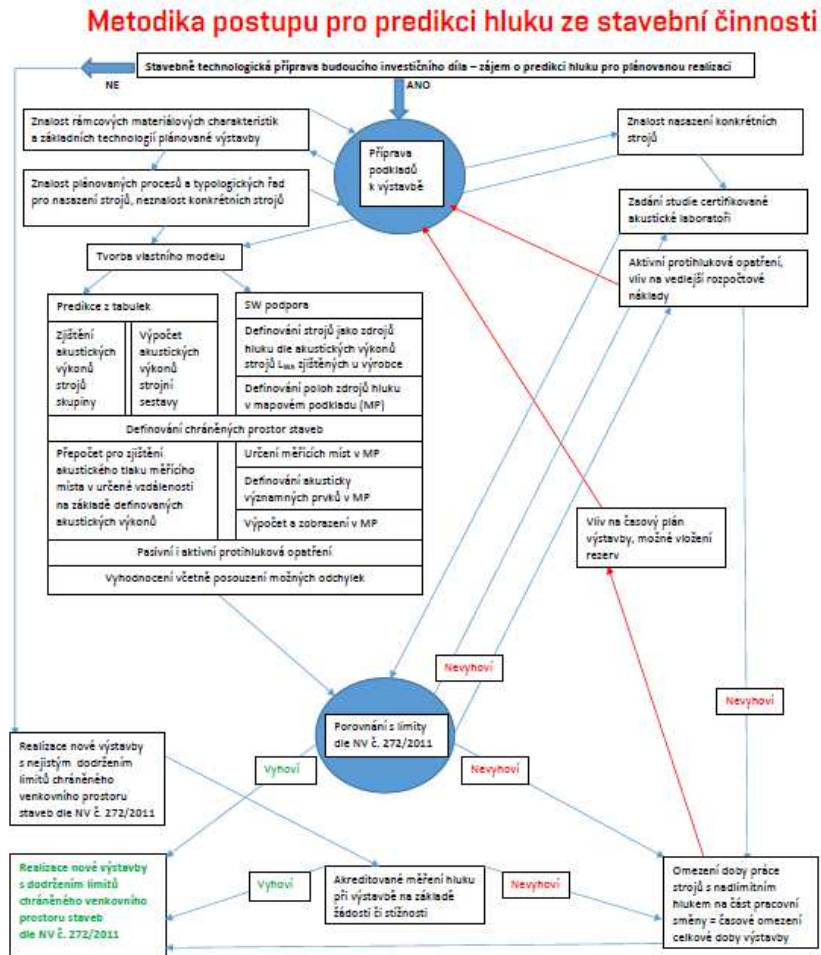 Metodika postupu pro predikci hluku ze stavební činnosti
Stavebně technologická příprava budoucího investičního díla – zájem o predikci hluku pro plánovanou realizaci
NE
ANO
Znalost rámcových materiálových charakteristik
a základních technologií plánované výstavby
Příprava
podkladů
k výstavbě
Znalost nasazení konkrétních
strojů
Znalost plánovaných procesů a typologických řad
pro nasazení strojů, neznalost konkrétních strojů
Zadání studie certifikované
akustické laboratoři
Tvorba vlastního modelu
Aktivní protihluková opatření,
vliv na vedlejší rozpočtové
náklady
Predikce z tabulek
Zjištění
akustických
výkonů
strojů
skupiny
Výpočet
akustických
výkonů
strojní
sestavy
SW podpora
Definování strojů jako zdrojů
hluku dle akustických výkonů
strojů LWA zjištěných u výrobce
Definování poloh zdrojů hluku
v mapovém podkladu (MP)
Definování chráněných prostor staveb
Přepočet pro zjištění
akustického tlaku měřícího
místa v určené vzdálenosti
na základě definovaných
akustických výkonů
Určení měřících míst v MP
Definování akusticky
významných prvků v MP
Výpočet a zobrazení v MP
Pasivní i aktivní protihluková opatření
Vyhodnocení včetně posouzení možných odchylek
Vliv na časový plán
výstavby, možné vložení
rezerv
Nevyhoví
Nevyhoví
Porovnání s limity
dle NV č. 272/2011
Realizace nové výstavby
s nejistým dodržením
limitů chráněného
venkovního prostoru
staveb dle NV č. 272/2011
Vyhoví
Nevyhoví
Realizace nové výstavby
s dodržením limitů
chráněného venkovního
prostoru staveb
dle NV č. 272/2011
Vyhoví
Akreditované měření hluku
při výstavbě na základě
žádosti či stížnosti
Nevyhoví
Omezení doby práce
strojů s nadlimitním
hlukem na část pracovní
směny = časové omezení
celkové doby výstavby